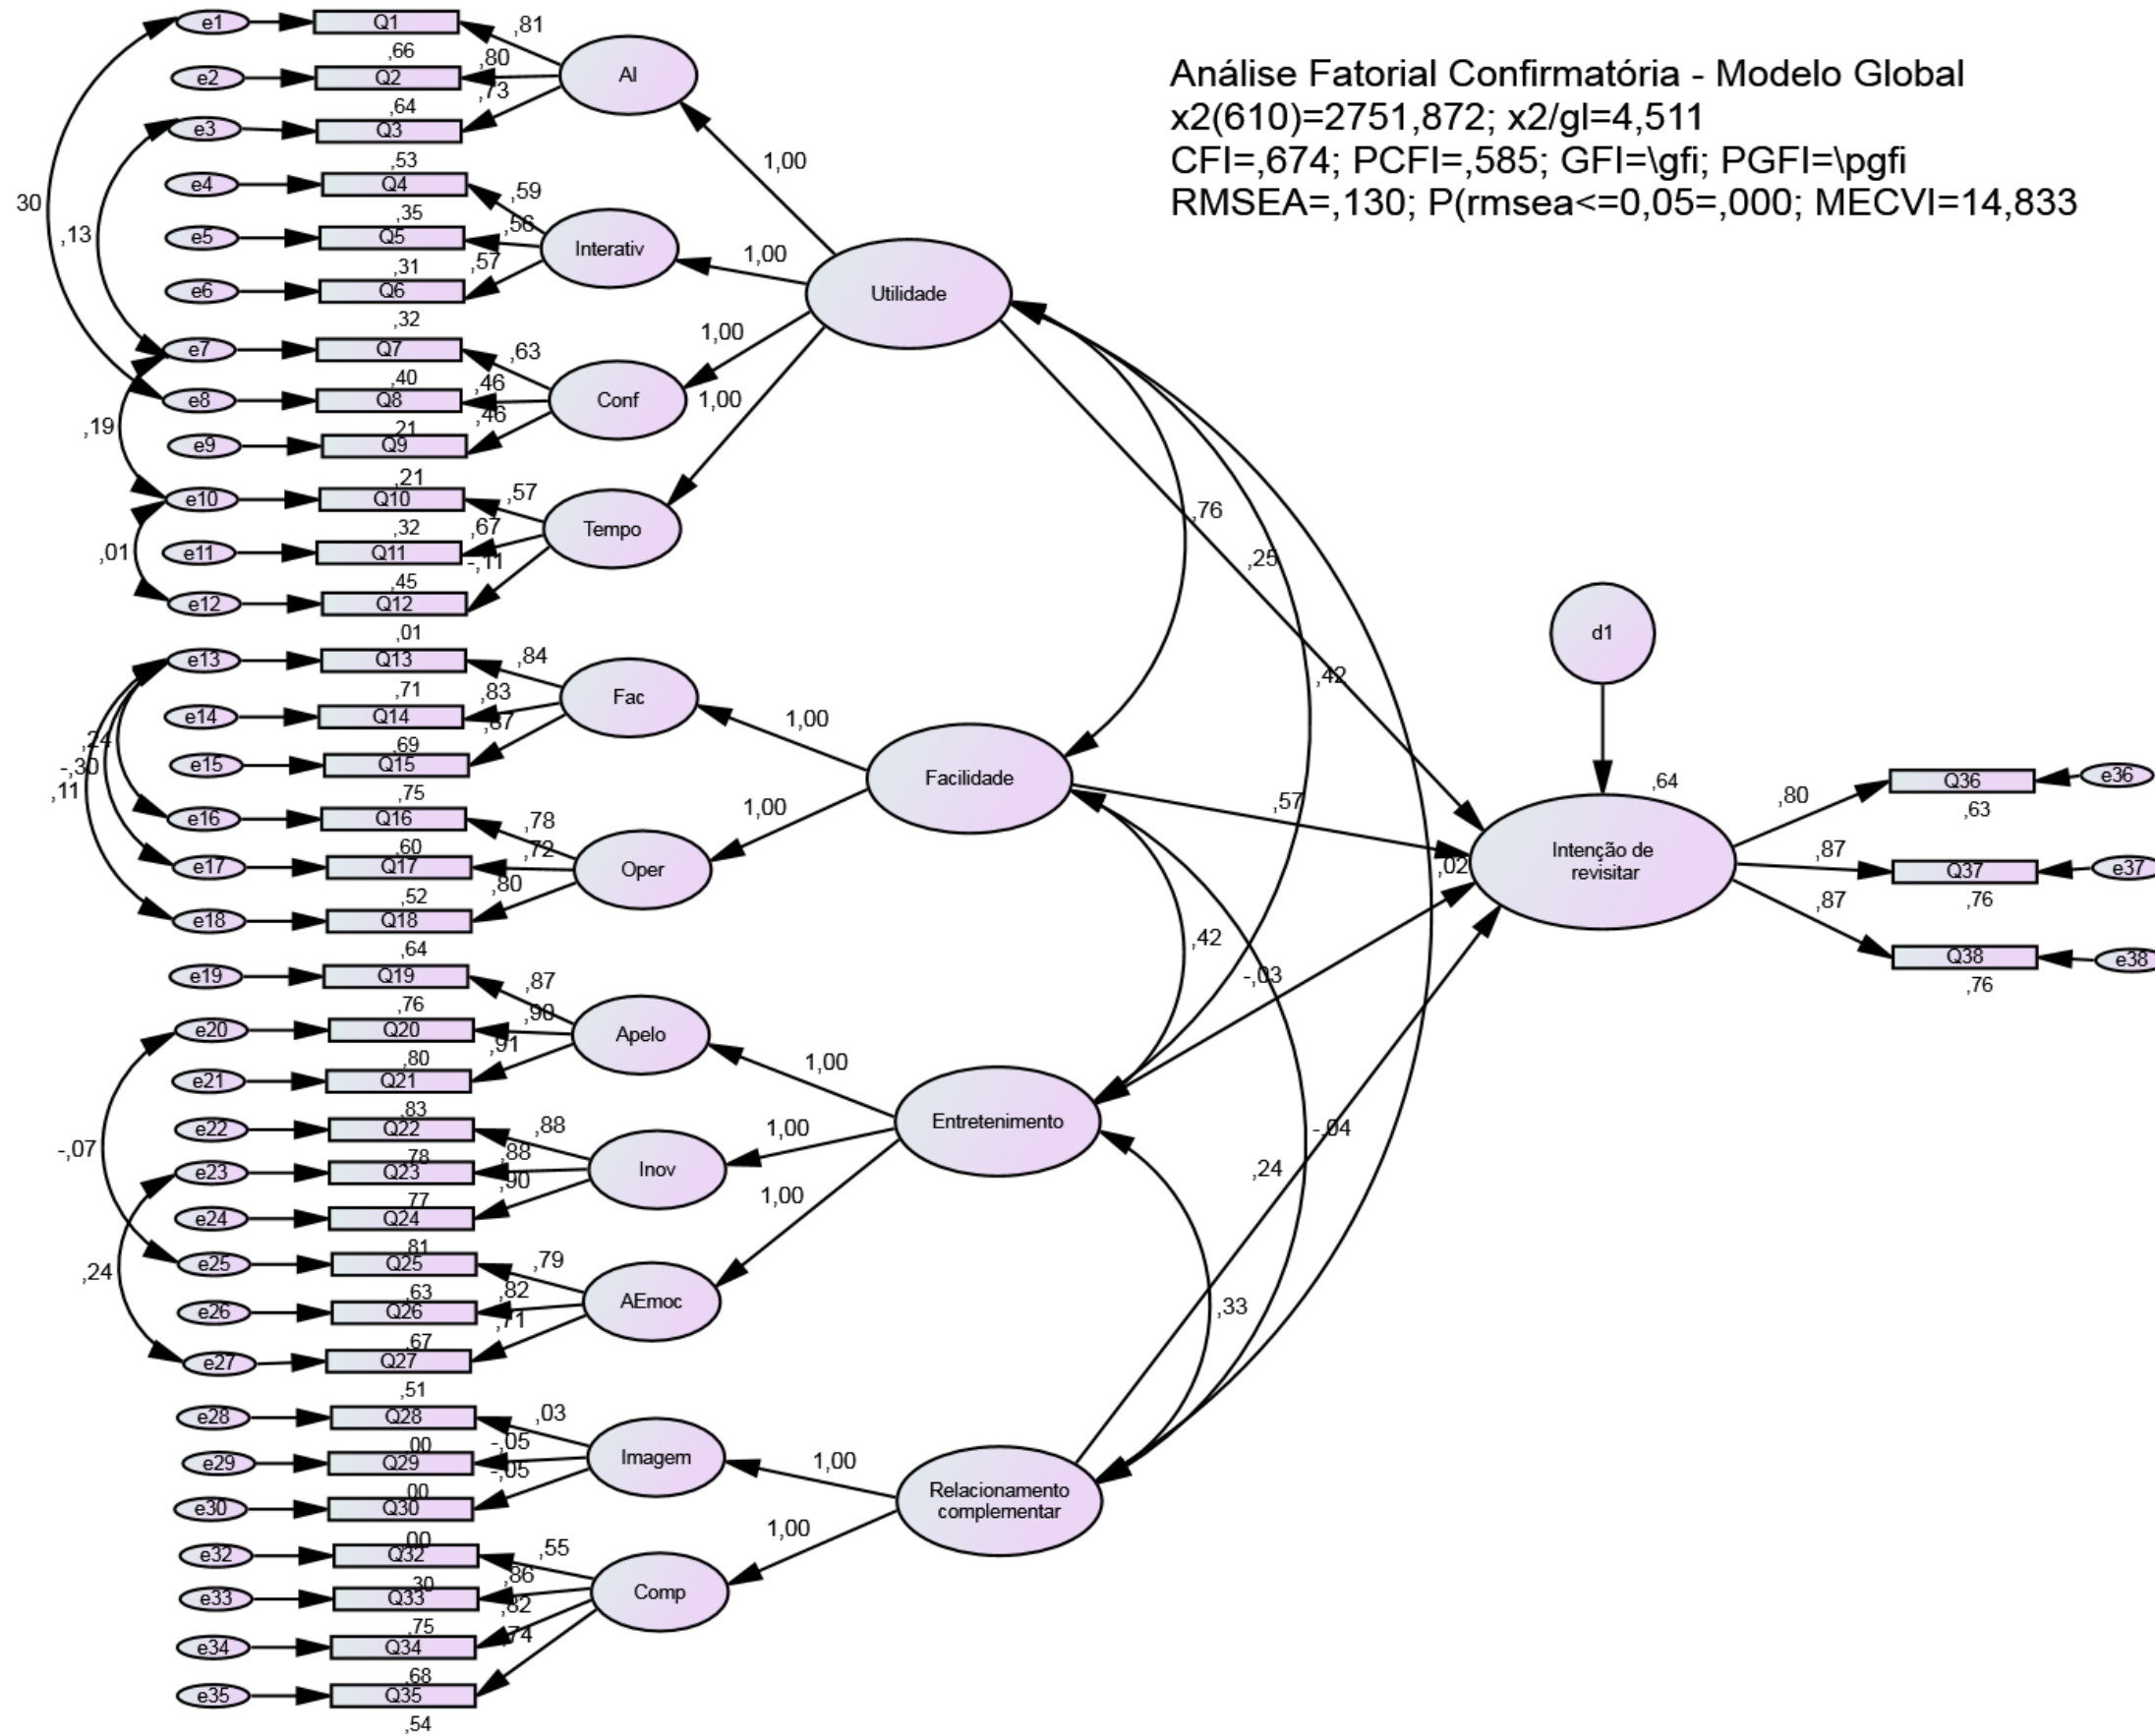 Análise Fatorial Confirmatória - Modelo Global
x2(610)=2751,872; x2/gl=4,511
CFI=,674; PCFI=,585; GFI=\gfi; PGFI=\pgfi
RMSEA=,130; P(rmsea<=0,05=,000; MECVI=14,833
e1 Q1 ,81
,66
e2 Q2 ,80 AI
,64
e3 Q3 ,73
,53
e4 Q4 ,59
,35
e5 Q5 ,56 Interativ
,31
e6 Q6 ,57
,32
e7 Q7 ,63
,40
e8 Q8 ,46 Conf
,21
e9 Q9 ,46
,21
e10 Q10 ,57
,32
e11 Q11 ,67 Tempo
,45
e12 Q12 -,11
,01
e13 Q13 ,84
,71
e14 Q14 ,83 Fac
,69
e15 Q15 ,87
,75
e16 Q16 ,78
,60
e17 Q17 ,72 Oper
,52
e18 Q18 ,80
,64
e19 Q19 ,87
,76
e20 Q20 ,90 Apelo
,80
e21 Q21 ,91
,83
e22 Q22 ,88
,78
e23 Q23 ,88 Inov
,77
e24 Q24 ,90
,81
e25 Q25 ,79
,63
e26 Q26 ,82 AEmoc
,67
e27 Q27 ,71
,51
e28 Q28 ,03
,00
e29 Q29 -,05 Imagem
,00
e30 Q30 -,05
,00
e32 Q32 ,55
,30
e33 Q33 ,86 Comp
,75
e34 Q34 ,82
,68
e35 Q35 ,74
,54
30
,13
,19
,01
,24
-,30
,11
-,07
,24
1,00
1,00
1,00
1,00
Utilidade
1,00
1,00
Facilidade
1,00
1,00
1,00
Entretenimento
1,00
1,00
Relacionamento
complementar
,76
,25
,42
,57
,02
,42
-,03
-,04
,24
,33
d1
,64
Intenção de
revisitar
,80 Q36 e36
,63
,87 Q37 e37
,76
,87 Q38 e38
,76